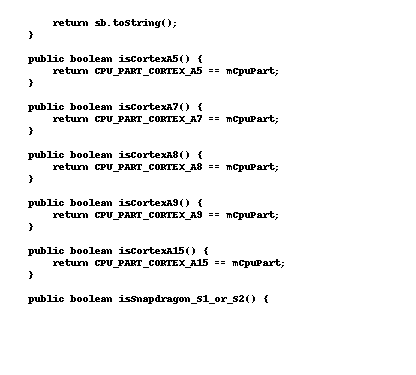 return sb.toString();
}
public boolean isCortexA5() {
return CPU_PART_CORTEX_A5 == mCpuPart;
}
public boolean isCortexA7() {
return CPU_PART_CORTEX_A7 == mCpuPart;
}
public boolean isCortexA8() {
return CPU_PART_CORTEX_A8 == mCpuPart;
}
public boolean isCortexA9() {
return CPU_PART_CORTEX_A9 == mCpuPart;
}
public boolean isCortexA15() {
return CPU_PART_CORTEX_A15 == mCpuPart;
}
public boolean isSnapdragon_S1_or_S2() {